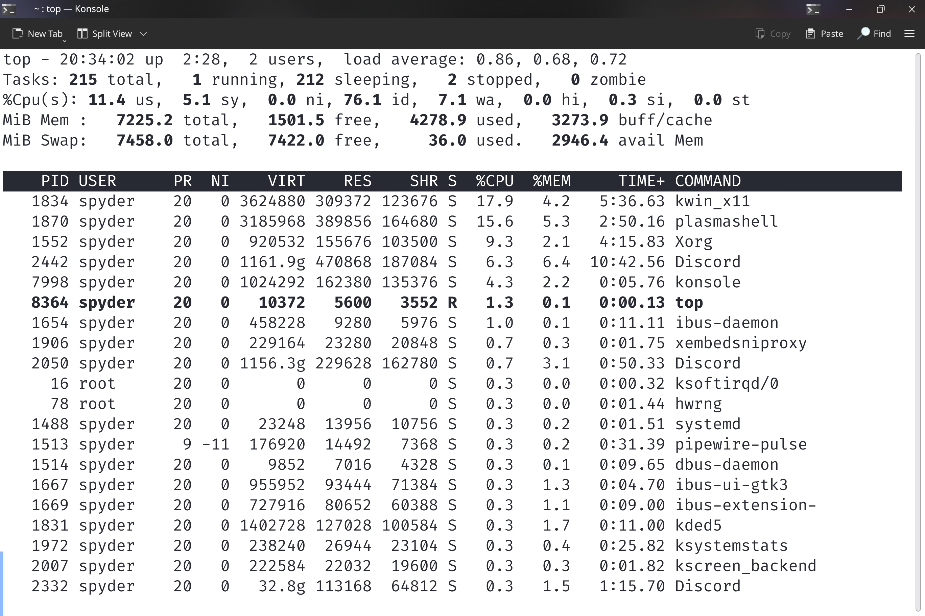 ~ : top — Konsole
New Tab Split View Copy Paste Find
top - 20:34:02 up  2:28,  2 users,  load average: 0.86, 0.68, 0.72
Tasks: 215 total,   1 running, 212 sleeping,   2 stopped,   0 zombie
%Cpu(s): 11.4 us,  5.1 sy,  0.0 ni, 76.1 id,  7.1 wa,  0.0 hi,  0.3 si,  0.0 st
MiB Mem :   7225.2 total,   1501.5 free,   4278.9 used,   3273.9 buff/cache
MiB Swap:   7458.0 total,   7422.0 free,     36.0 used.   2946.4 avail Mem
PID USER      PR  NI    VIRT    RES    SHR S  %CPU  %MEM     TIME+ COMMAND
1834 spyder    20   0 3624880 309372 123676 S  17.9   4.2   5:36.63 kwin_x11
1870 spyder    20   0 3185968 389856 164680 S  15.6   5.3   2:50.16 plasmashell
1552 spyder    20   0  920532 155676 103500 S   9.3   2.1   4:15.83 Xorg
2442 spyder    20   0 1161.9g 470868 187084 S   6.3   6.4  10:42.56 Discord
7998 spyder    20   0 1024292 162380 135376 S   4.3   2.2   0:05.76 konsole
8364 spyder    20   0   10372   5600   3552 R   1.3   0.1   0:00.13 top
1654 spyder    20   0  458228   9280   5976 S   1.0   0.1   0:11.11 ibus-daemon
1906 spyder    20   0  229164  23280  20848 S   0.7   0.3   0:01.75 xembedsniproxy
2050 spyder    20   0 1156.3g 229628 162780 S   0.7   3.1   0:50.33 Discord
16 root      20   0       0      0      0 S   0.3   0.0   0:00.32 ksoftirqd/0
78 root      20   0       0      0      0 S   0.3   0.0   0:01.44 hwrng
1488 spyder    20   0   23248  13956  10756 S   0.3   0.2   0:01.51 systemd
1513 spyder     9 -11  176920  14492   7368 S   0.3   0.2   0:31.39 pipewire-pulse
1514 spyder    20   0    9852   7016   4328 S   0.3   0.1   0:09.65 dbus-daemon
1667 spyder    20   0  955952  93444  71384 S   0.3   1.3   0:04.70 ibus-ui-gtk3
1669 spyder    20   0  727916  80652  60388 S   0.3   1.1   0:09.00 ibus-extension-
1831 spyder    20   0 1402728 127028 100584 S   0.3   1.7   0:11.00 kded5
1972 spyder    20   0  238240  26944  23104 S   0.3   0.4   0:25.82 ksystemstats
2007 spyder    20   0  222584  22032  19600 S   0.3   0.3   0:01.82 kscreen_backend
2332 spyder    20   0   32.8g 113168  64812 S   0.3   1.5   1:15.70 Discord